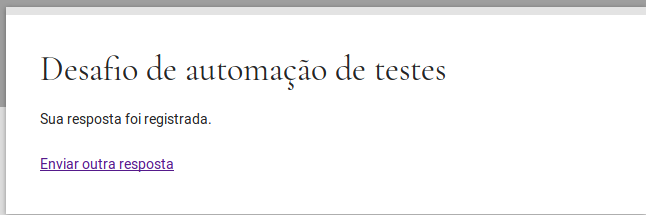 Desafio de automação de testes
Sua resposta foi registrada.
Enviar outra resposta